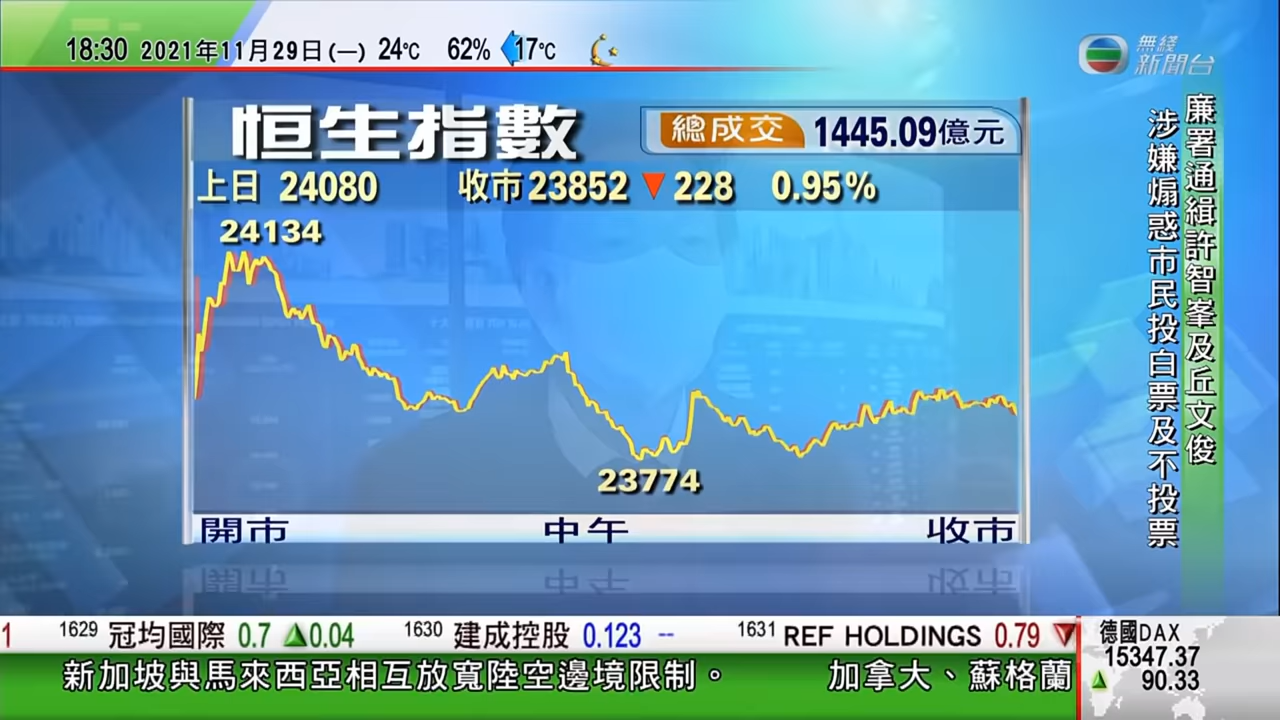 18:30 2021年11月29日(一) 24℃ 62% 17℃
無綫
新聞台
恒生指數
總成交 1445.09億元
上日 24080 收市 23852 ▼ 228 0.95%
24134
23774
開市 中午 收市
廉署通緝許智峯及丘文俊
涉嫌煽惑市民投白票及不投票
1 1629 冠均國際 0.7 ▲0.04 1630 建成控股 0.123 -- 1631 REF HOLDINGS 0.79 ▼
新加坡與馬來西亞相互放寬陸空邊境限制。 加拿大、蘇格蘭
德國DAX
15347.37
▲ 90.33